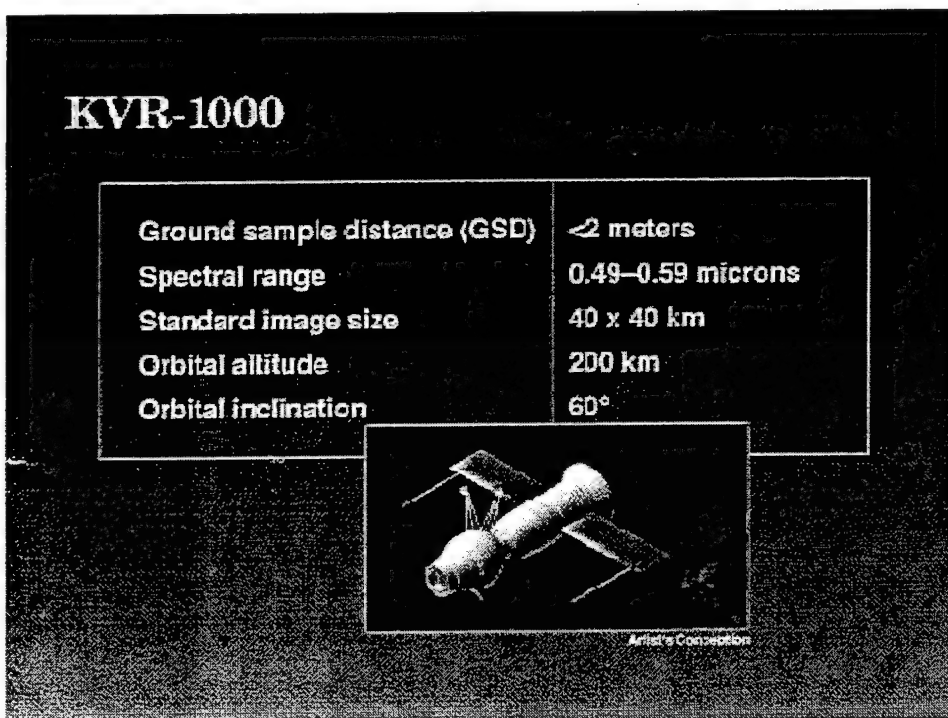 KVR-1000
Ground sample distance (GSD) <2 meters
Spectral range 0.49–0.59 microns
Standard image size 40 x 40 km
Orbital altitude 200 km
Orbital inclination 60°
Artist's Conception